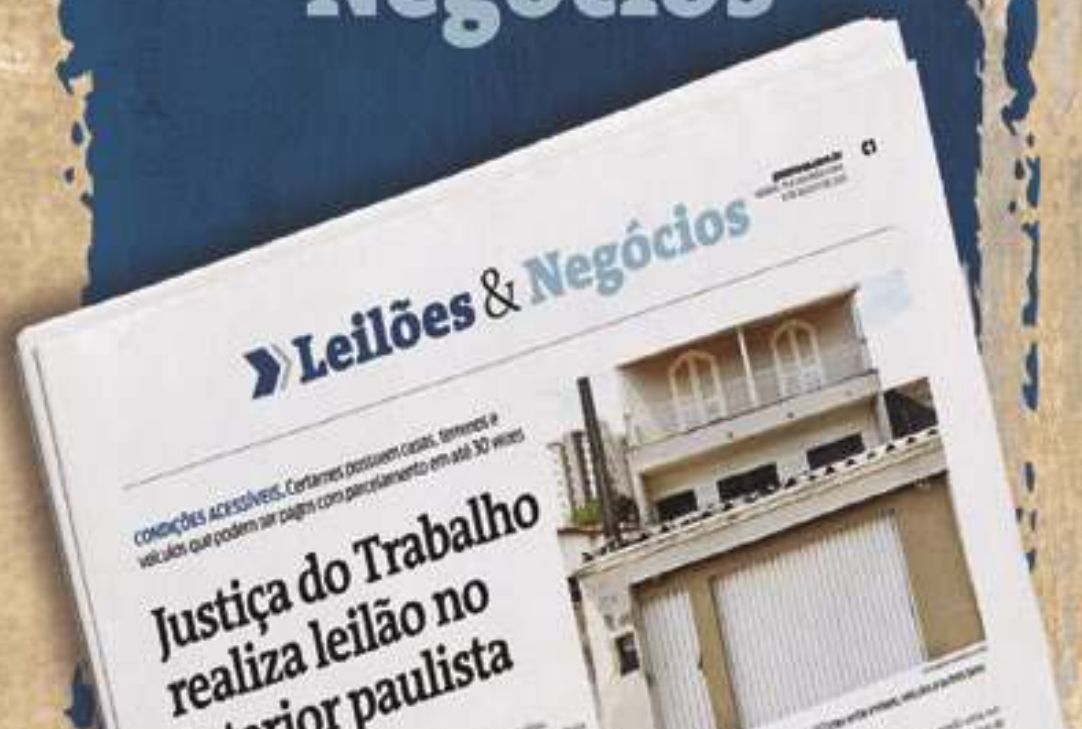 Negócios
Leilões & Negócios
CONDIÇÕES ACESSÍVEIS. Certames possuem casas, terrenos e
veículos que podem ser pagos com parcelamento em até 30 vezes
Justiça do Trabalho
realiza leilão no
interior paulista